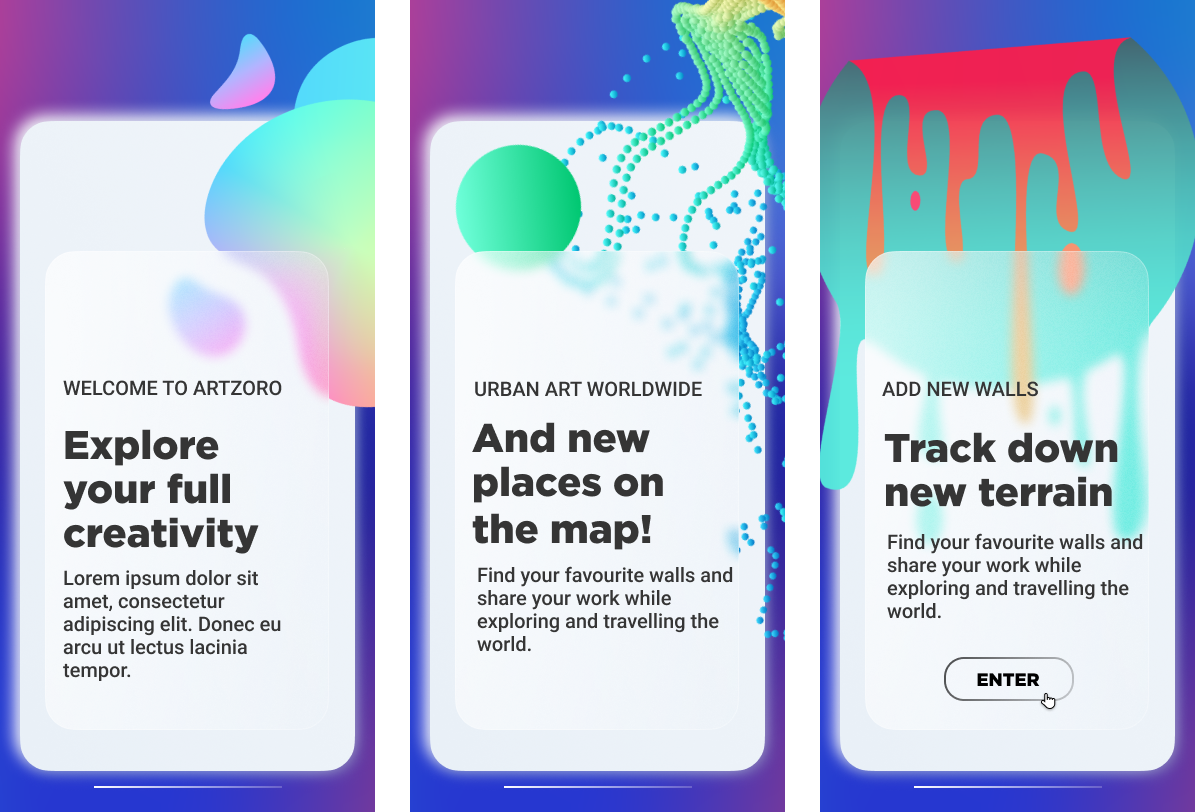 WELCOME TO ARTZORO
Explore
your full
creativity
Lorem ipsum dolor sit
amet, consectetur
adipiscing elit. Donec eu
arcu ut lectus lacinia
tempor.
URBAN ART WORLDWIDE
And new
places on
the map!
Find your favourite walls and
share your work while
exploring and travelling the
world.
ADD NEW WALLS
Track down
new terrain
Find your favourite walls and
share your work while
exploring and travelling the
world.
ENTER